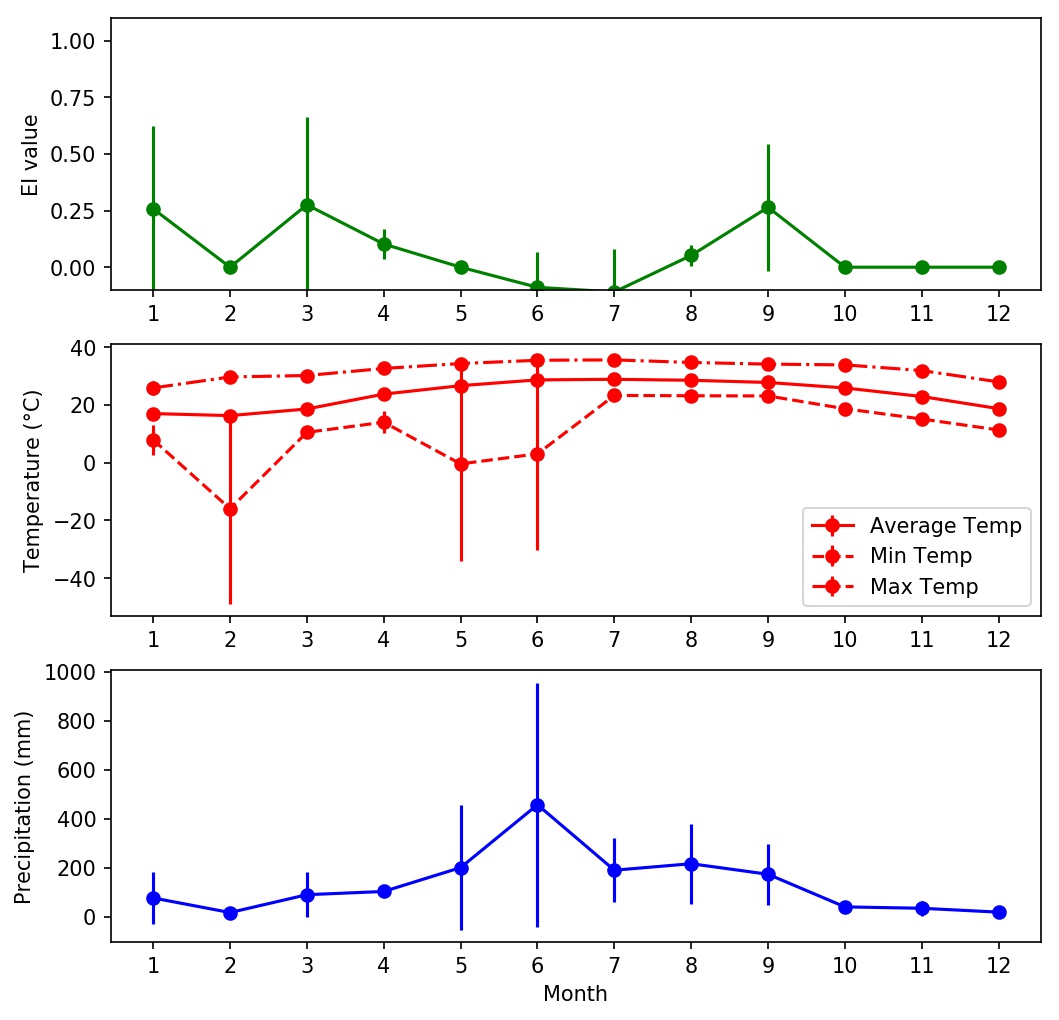 EI value
1.00
0.75
0.50
0.25
0.00
1 2 3 4 5 6 7 8 9 10 11 12
Temperature (°C)
40
20
0
−20
−40
Average Temp
Min Temp
Max Temp
1 2 3 4 5 6 7 8 9 10 11 12
Precipitation (mm)
1000
800
600
400
200
0
1 2 3 4 5 6 7 8 9 10 11 12
Month